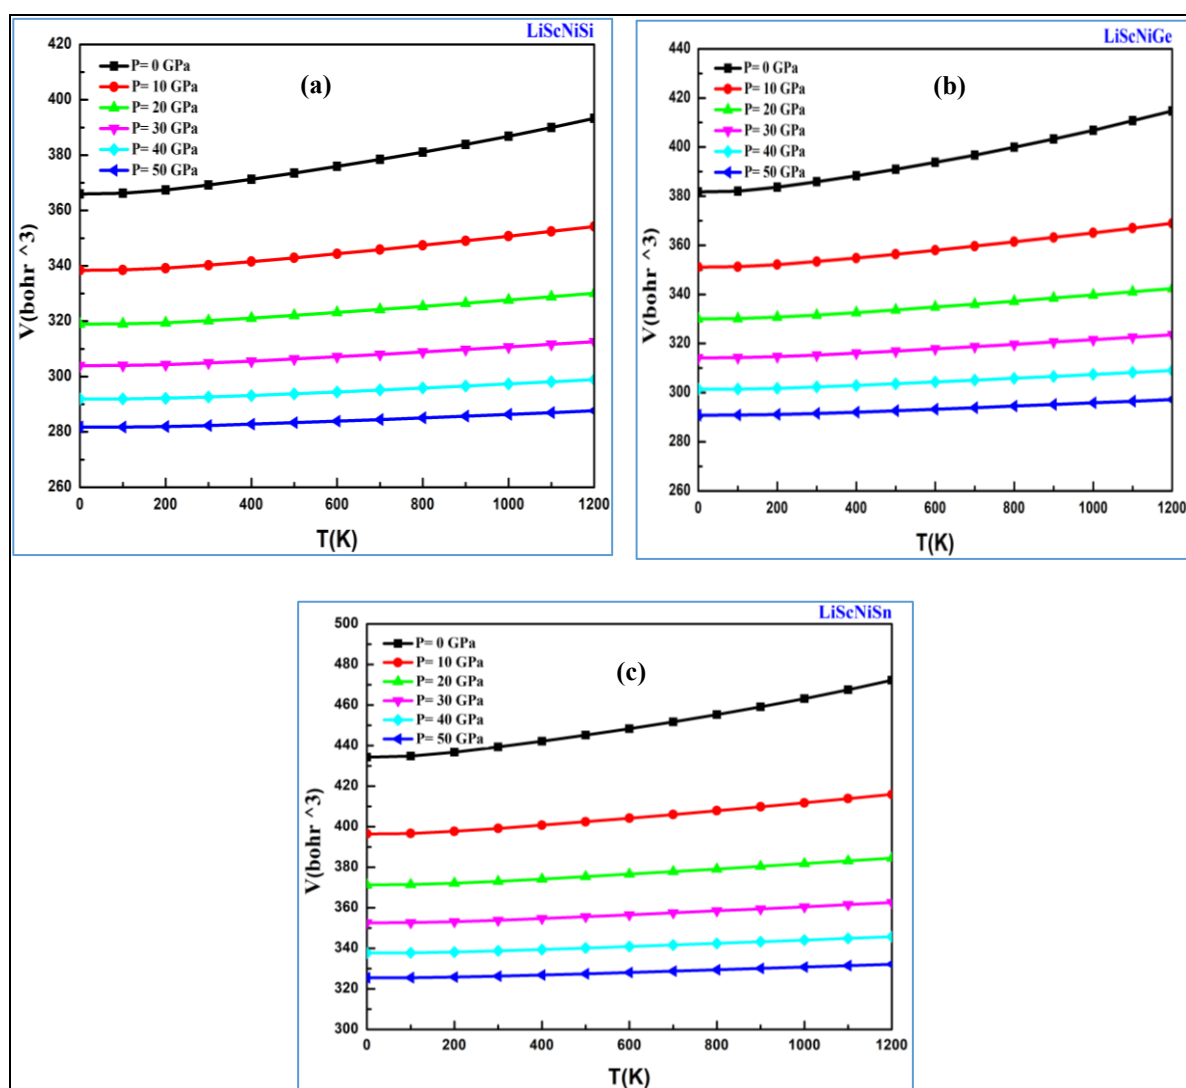 LiScNiSi
420
400
380
360
340
320
300
280
260
V(bohr ^3)
P= 0 GPa
P= 10 GPa
P= 20 GPa
P= 30 GPa
P= 40 GPa
P= 50 GPa
(a)
0 200 400 600 800 1000 1200
T(K)
LiScNiGe
440
420
400
380
360
340
320
300
280
260
V(bohr ^3)
P= 0 GPa
P= 10 GPa
P= 20 GPa
P= 30 GPa
P= 40 GPa
P= 50 GPa
(b)
0 200 400 600 800 1000 1200
T(K)
LiScNiSn
500
480
460
440
420
400
380
360
340
320
300
V(bohr ^3)
P= 0 GPa
P= 10 GPa
P= 20 GPa
P= 30 GPa
P= 40 GPa
P= 50 GPa
(c)
0 200 400 600 800 1000 1200
T(K)